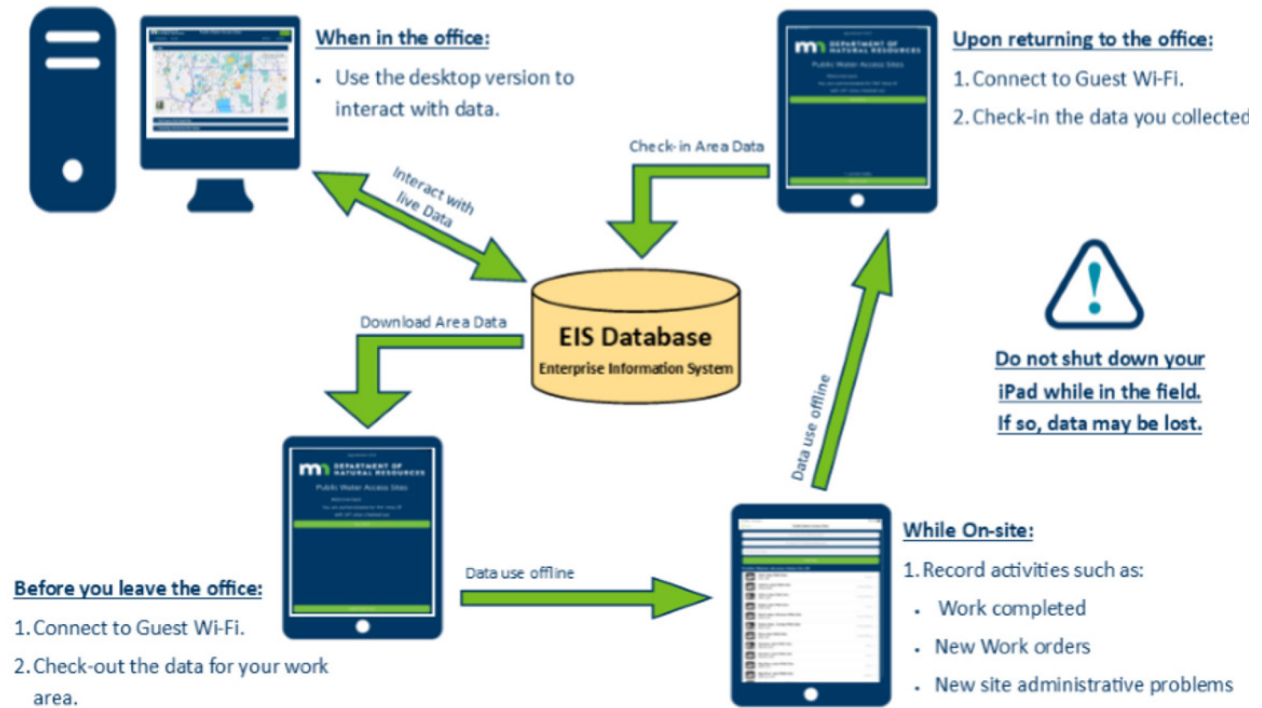 When in the office:
• Use the desktop version to
interact with data.
Interact with
live Data
Check-in Area Data
mn DEPARTMENT OF
NATURAL RESOURCES
Public Water Access Sites
Upon returning to the office:
1. Connect to Guest Wi-Fi.
2. Check-in the data you collected
EIS Database
Enterprise Information System
Download Area Data
Data use offline
Do not shut down your
iPad while in the field.
If so, data may be lost.
mn DEPARTMENT OF
NATURAL RESOURCES
Public Water Access Sites
Before you leave the office:
1. Connect to Guest Wi-Fi.
2. Check-out the data for your work
area.
Data use offline
While On-site:
1. Record activities such as:
• Work completed
• New Work orders
• New site administrative problems